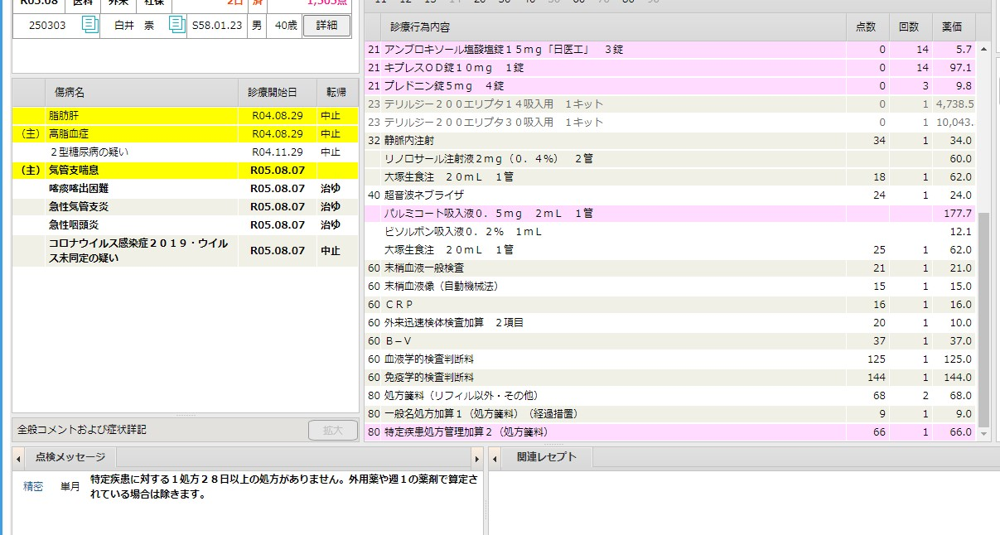 R05.08 医科 外来 社保 2日 済 1,505点
250303 白井 崇 S58.01.23 男 40歳 詳細
傷病名 診療開始日 転帰
脂肪肝 R04.08.29 中止
（主） 高脂血症 R04.08.29 中止
２型糖尿病の疑い R04.11.29 中止
（主） 気管支喘息 R05.08.07
喀痰喀出困難 R05.08.07 治ゆ
急性気管支炎 R05.08.07 治ゆ
急性咽頭炎 R05.08.07 治ゆ
コロナウイルス感染症２０１９・ウイル
ス未同定の疑い R05.08.07 中止
全般コメントおよび症状詳記 拡大
11 12 13 14 20 30 40 50 60 70 80 90
診療行為内容 点数 回数 薬価
21 アンブロキソール塩酸塩錠１５ｍｇ「日医工」　３錠 0 14 5.7
21 キプレスＯＤ錠１０ｍｇ　１錠 0 14 97.1
21 プレドニン錠５ｍｇ　４錠 0 3 9.8
23 テリルジー２００エリプタ１４吸入用　１キット 0 1 4,738.5
23 テリルジー２００エリプタ３０吸入用　１キット 0 1 10,043.
32 静脈内注射 34 1 34.0
リノロサール注射液２ｍｇ（０．４％）　２管 60.0
大塚生食注　２０ｍＬ　１管 18 1 62.0
40 超音波ネブライザ 24 1 24.0
パルミコート吸入液０．５ｍｇ　２ｍＬ　１管 177.7
ビソルボン吸入液０．２％　１ｍＬ 12.1
大塚生食注　２０ｍＬ　１管 25 1 62.0
60 末梢血液一般検査 21 1 21.0
60 末梢血液像（自動機械法） 15 1 15.0
60 ＣＲＰ 16 1 16.0
60 外来迅速検体検査加算　２項目 20 1 10.0
60 Ｂ－Ｖ 37 1 37.0
60 血液学的検査判断料 125 1 125.0
60 免疫学的検査判断料 144 1 144.0
80 処方箋料（リフィル以外・その他） 68 2 68.0
80 一般名処方加算１（処方箋料）（経過措置） 9 1 9.0
80 特定疾患処方管理加算２（処方箋料） 66 1 66.0
点検メッセージ
精密 単月 特定疾患に対する１処方２８日以上の処方がありません。外用薬や週１の薬剤で算定さ
れている場合は除きます。
関連レセプト